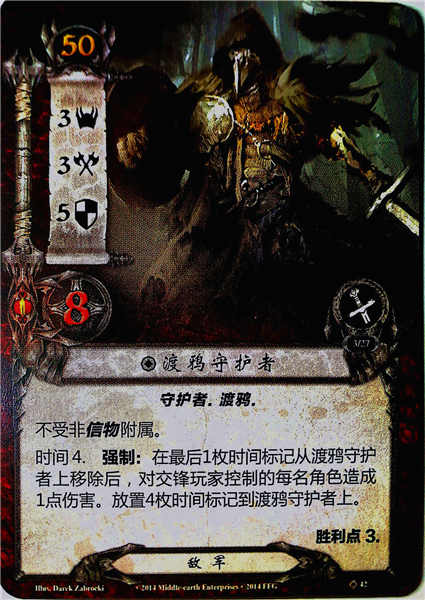 50
3
3
5
8
M27
渡鸦守护者
守护者. 渡鸦.
不受非信物附属。
时间 4. 强制：在最后1枚时间标记从渡鸦守护
者上移除后，对交锋玩家控制的每名角色造成
1点伤害。放置4枚时间标记到渡鸦守护者上。
胜利点 3.
敌军
Illus. Darek Zabrocki • 2014 Middle-earth Enterprises • 2014 FFG 42